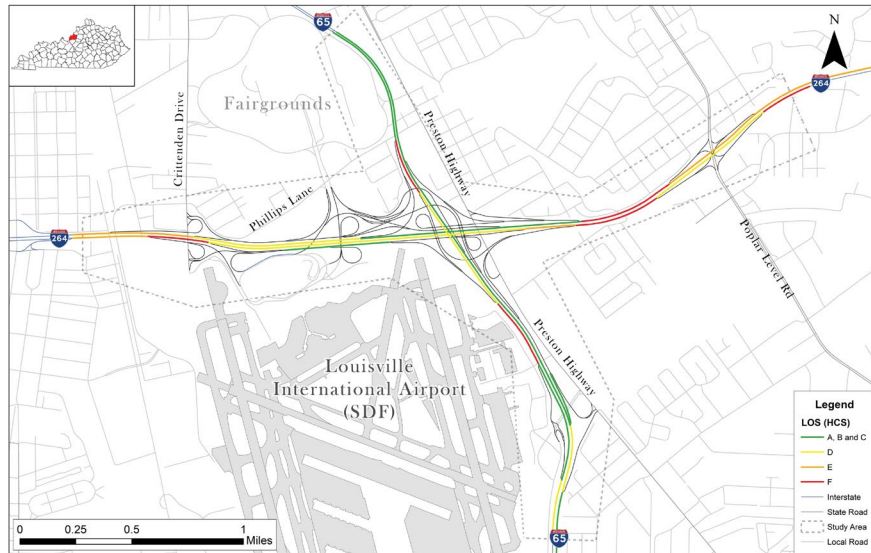 65
N
264
Fairgrounds
Crittenden Drive
Preston Highway
Phillips Lane
264
Poplar Level Rd
Preston Highway
Louisville
International Airport
(SDF)
65
Legend
LOS (HCS)
A, B and C
D
E
F
Interstate
State Road
Study Area
Local Road
0 0.25 0.5 1
Miles